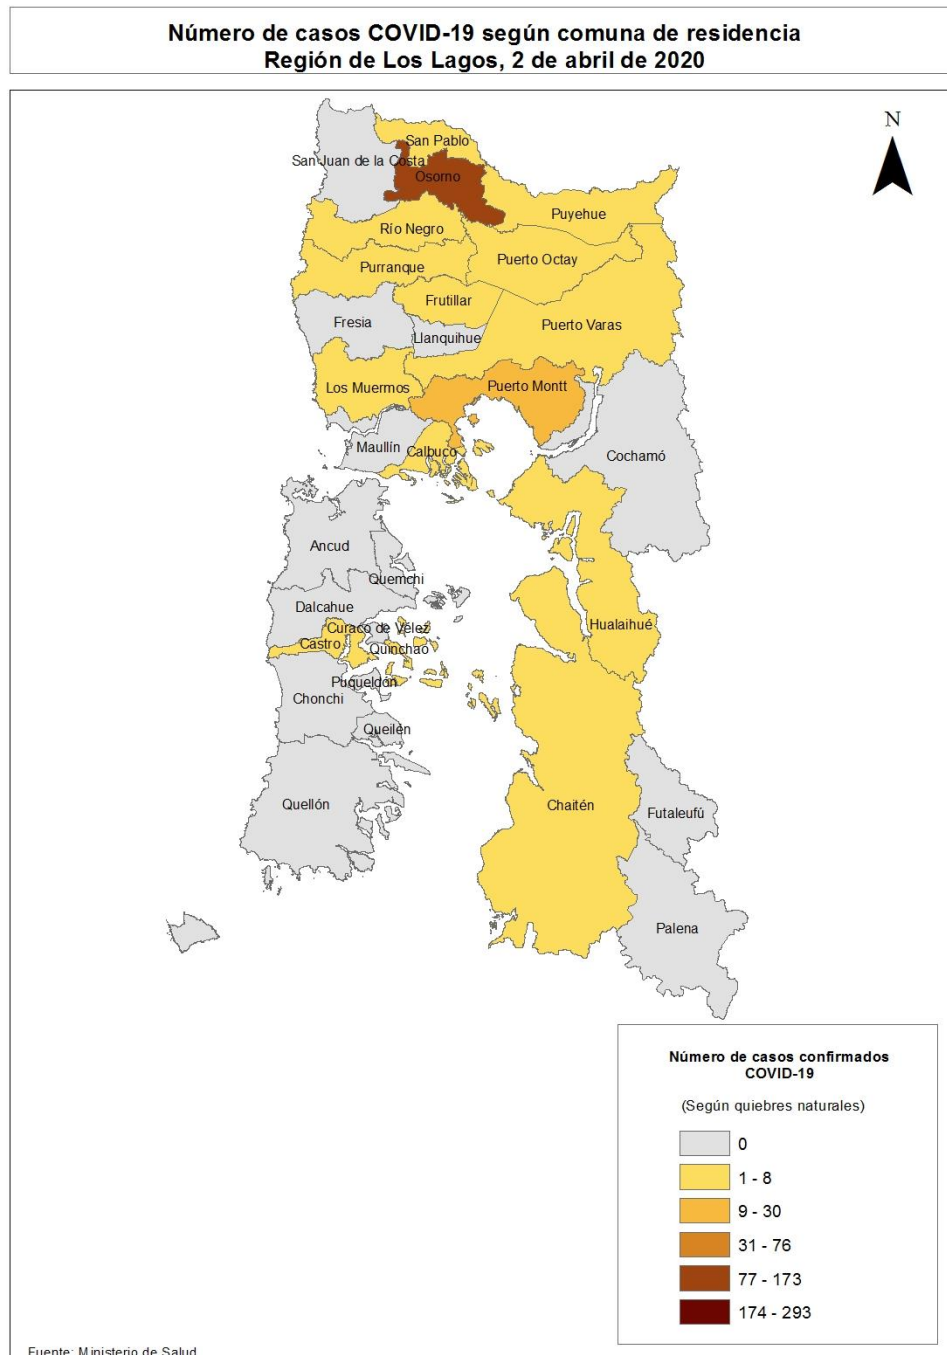 Número de casos COVID-19 según comuna de residencia
Región de Los Lagos, 2 de abril de 2020
N
San Pablo
San Juan de la Costa
Osorno
Puyehue
Río Negro
Puerto Octay
Purranque
Frutillar
Fresia
Puerto Varas
Llanquihue
Los Muermos
Puerto Montt
Maullín
Calbuco
Cochamó
Ancud
Quemchi
Dalcahue
Hualaihué
Curaco de Vélez
Castro
Quinchao
Puqueldón
Chonchi
Queilén
Quellón
Chaitén
Futaleufú
Palena
Número de casos confirmados
COVID-19
(Según quiebres naturales)
0
1 - 8
9 - 30
31 - 76
77 - 173
174 - 293
Fuente: Ministerio de Salud